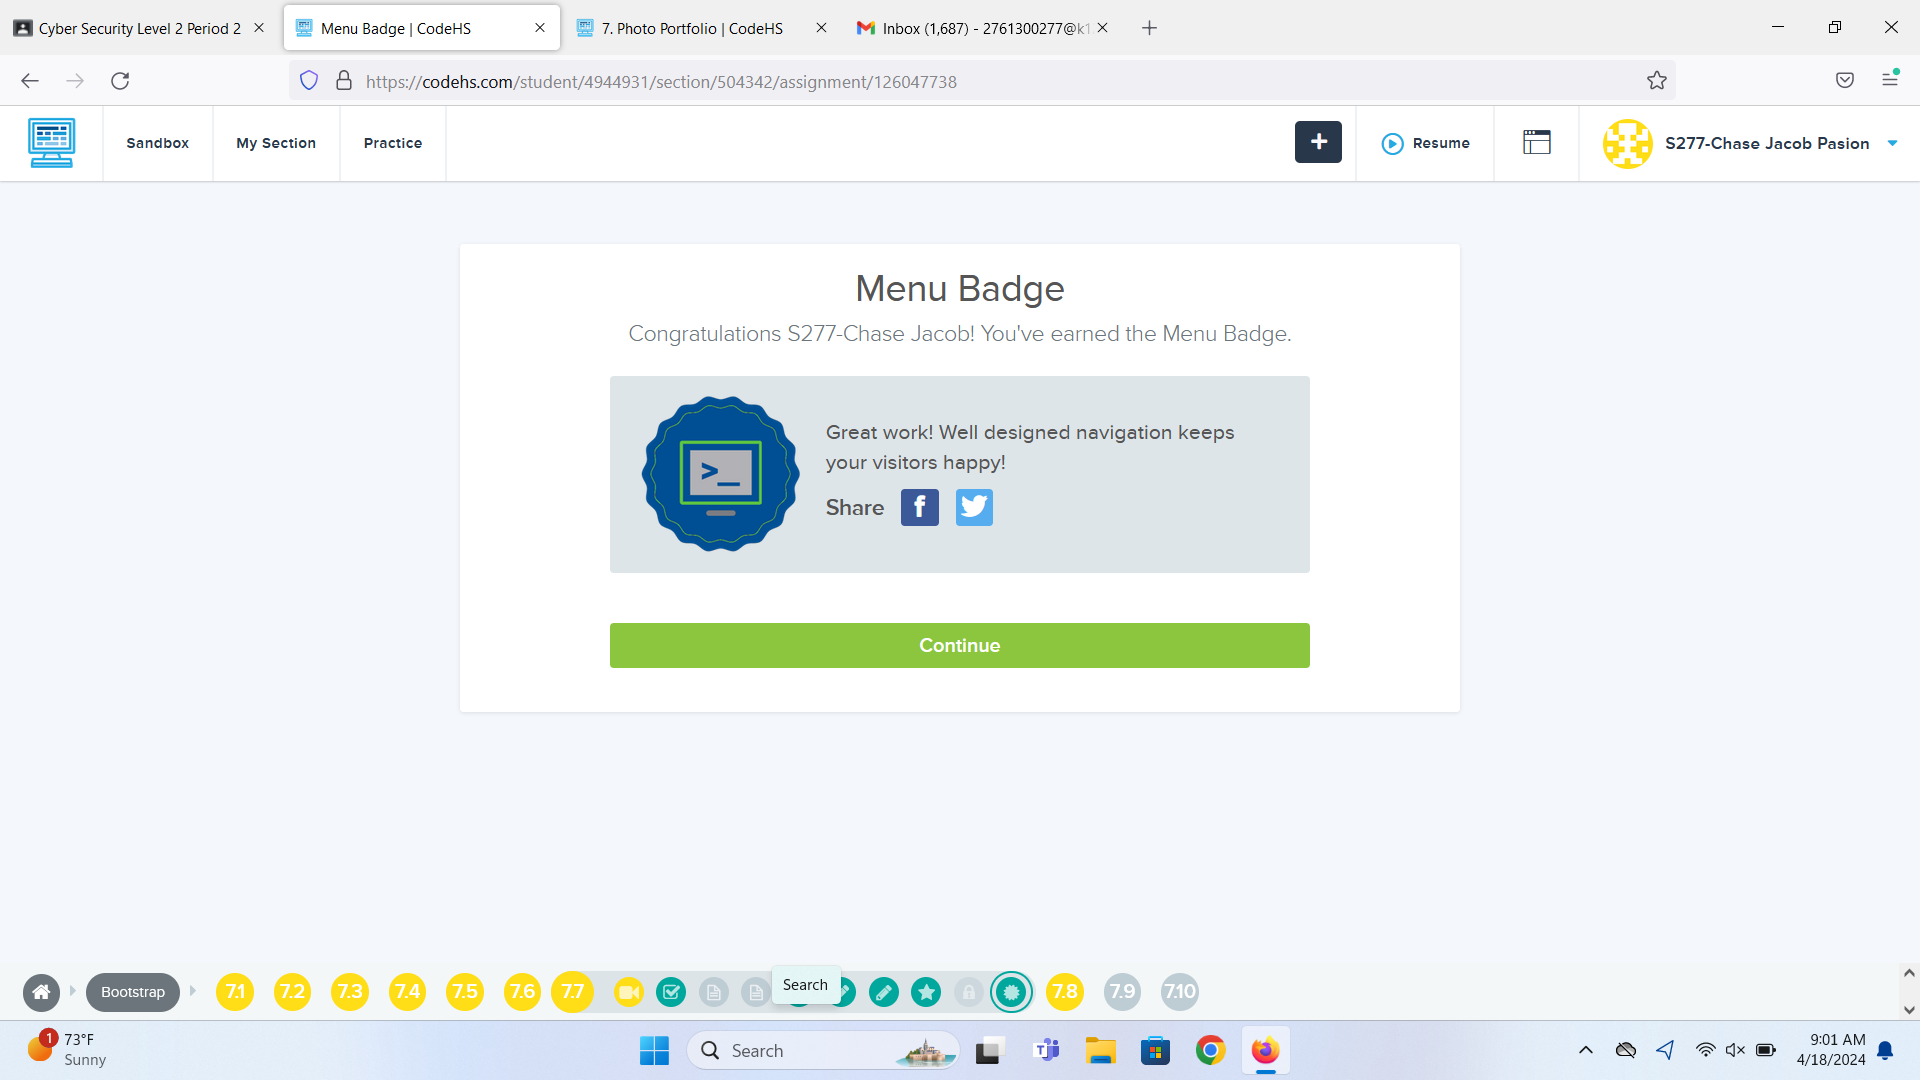 Cyber Security Level 2 Period 2
Menu Badge | CodeHS
7. Photo Portfolio | CodeHS
Inbox (1,687) - 2761300277@k1
https://codehs.com/student/4944931/section/504342/assignment/126047738
Sandbox
My Section
Practice
+
Resume
S277-Chase Jacob Pasion
Menu Badge
Congratulations S277-Chase Jacob! You've earned the Menu Badge.
>_
Great work! Well designed navigation keeps
your visitors happy!
Share
Continue
Bootstrap
7.1
7.2
7.3
7.4
7.5
7.6
7.7
Search
7.8
7.9
7.10
1
73°F
Sunny
Search
9:01 AM
4/18/2024